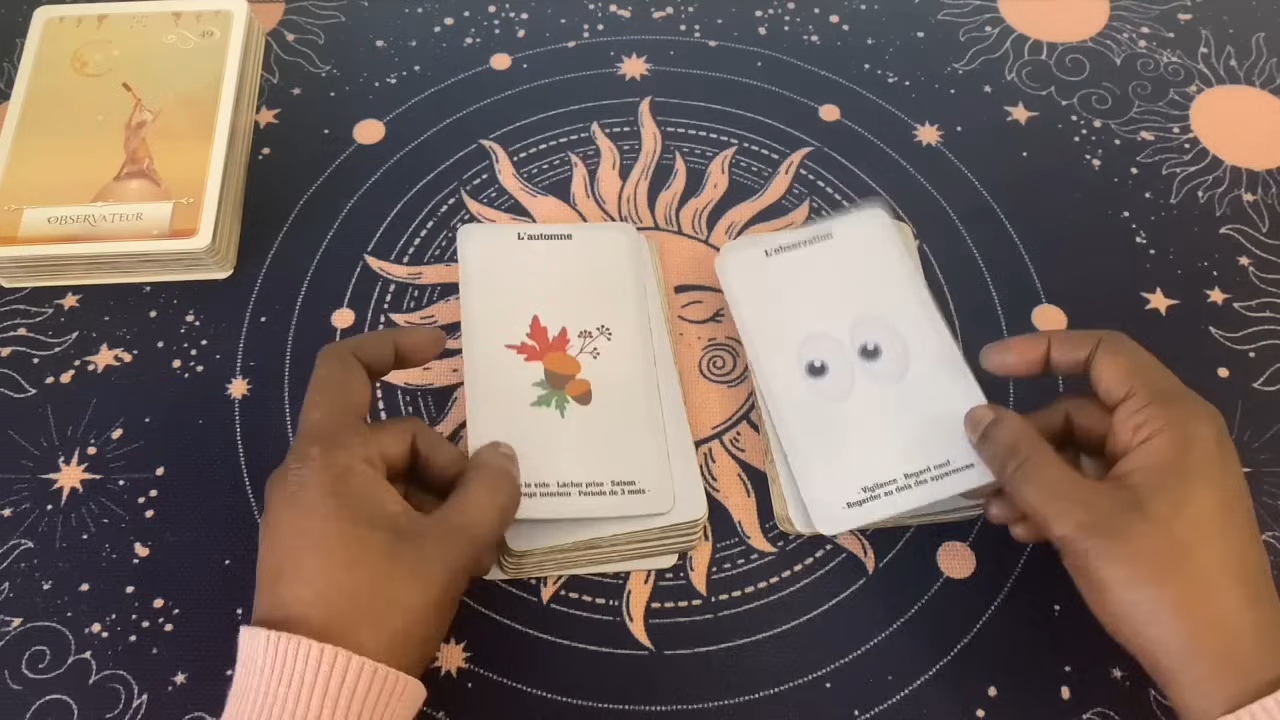 49
OBSERVATEUR
L'automne
le vide - Lâcher prise - Saison -
intérieur - Période de 3 mois -
L'observation
- Vigilance - Regard neuf -
- Regarder au delà des apparences